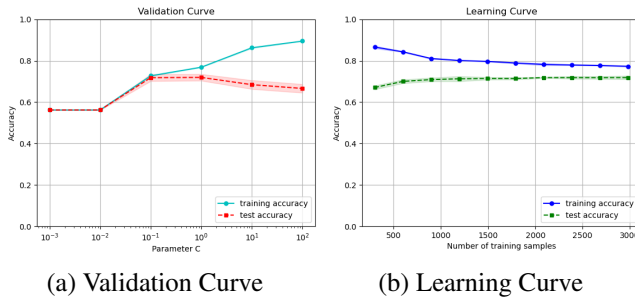 Validation Curve
1.0
0.8
0.6
0.4
0.2
0.0
Accuracy
training accuracy
test accuracy
10⁻³ 10⁻² 10⁻¹ 10⁰ 10¹ 10²
Parameter C
(a) Validation Curve
Learning Curve
1.0
0.8
0.6
0.4
0.2
0.0
Accuracy
training accuracy
test accuracy
500 1000 1500 2000 2500 3000
Number of training samples
(b) Learning Curve